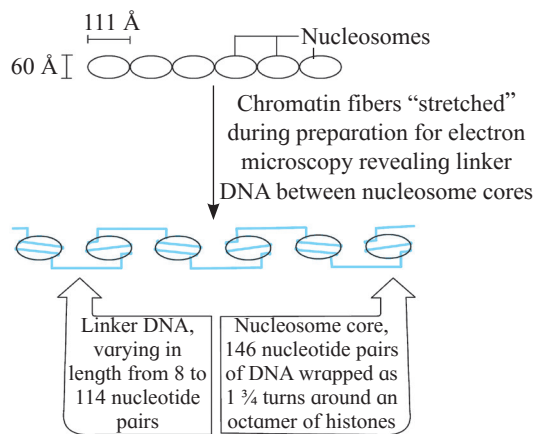 111 Å
Nucleosomes
60 Å
Chromatin fibers “stretched”
during preparation for electron
microscopy revealing linker
DNA between nucleosome cores
Linker DNA,
varying in
length from 8 to
114 nucleotide
pairs
Nucleosome core,
146 nucleotide pairs
of DNA wrapped as
1 ¾ turns around an
octamer of histones